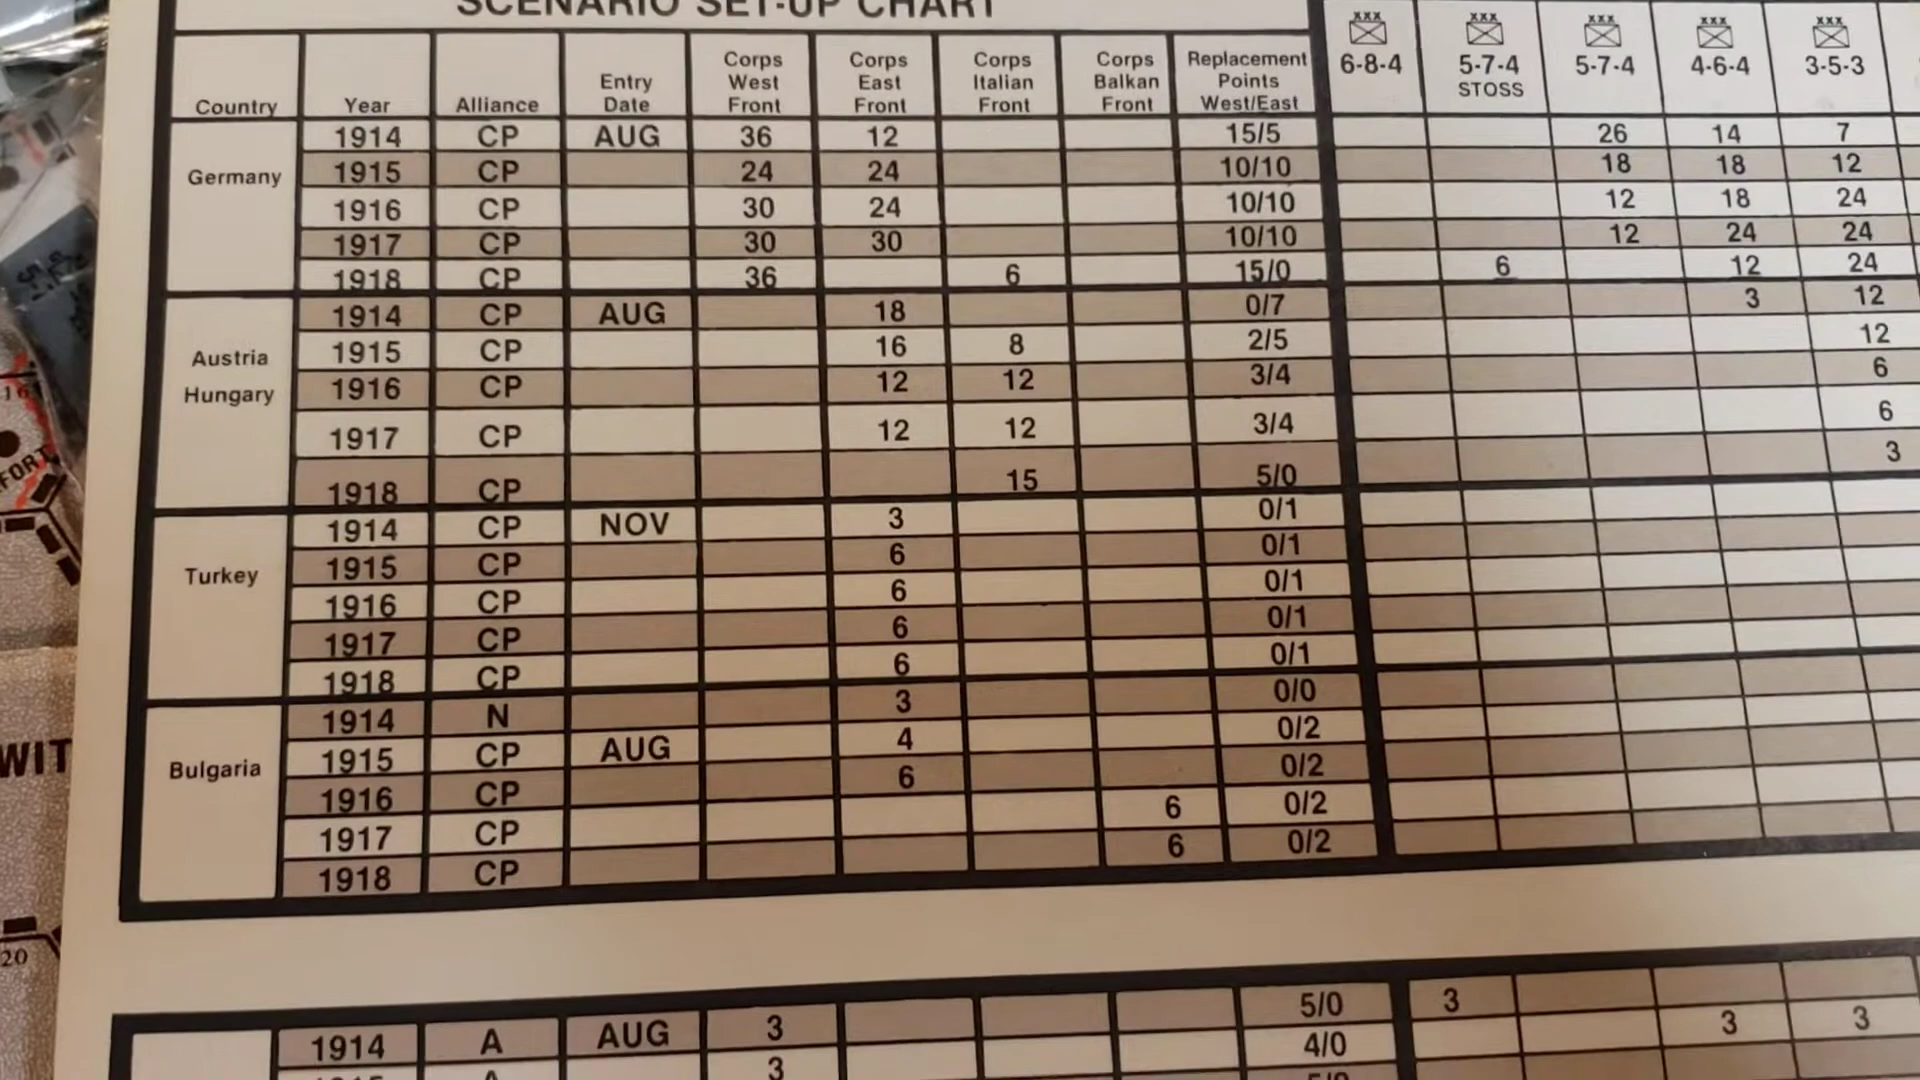 SCENARIO SET-UP CHART
Country Year Alliance Entry Date Corps West Front Corps East Front Corps Italian Front Corps Balkan Front Replacement Points West/East XXX 6-8-4 XXX 5-7-4 STOSS XXX 5-7-4 XXX 4-6-4 XXX 3-5-3
Germany
1914 CP AUG 36 12 15/5 26 14 7
1915 CP 24 24 10/10 18 18 12
1916 CP 30 24 10/10 12 18 24
1917 CP 30 30 10/10 12 24 24
1918 CP 36 6 15/0 6 12 24
Austria Hungary
1914 CP AUG 18 0/7 3 12
1915 CP 16 8 2/5 12
1916 CP 12 12 3/4 6
1917 CP 12 12 3/4 6
1918 CP 15 5/0 3
Turkey
1914 CP NOV 3 0/1
1915 CP 6 0/1
1916 CP 6 0/1
1917 CP 6 0/1
1918 CP 6 0/1
Bulgaria
1914 N 3 0/0
1915 CP AUG 4 0/2
1916 CP 6 0/2
1917 CP 6 0/2
1918 CP 6 0/2
1914 A AUG 3 5/0 3
3 4/0 3 3
16
FORT
WIT
20